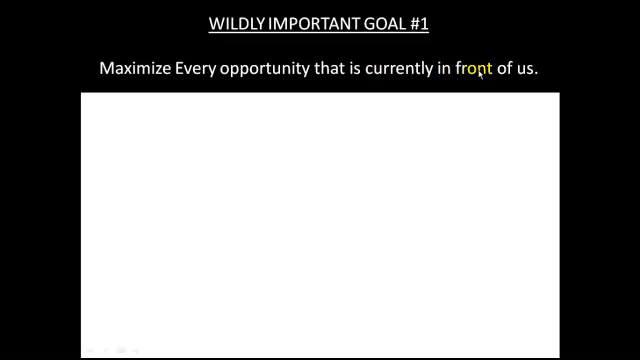 WILDLY IMPORTANT GOAL #1
Maximize Every opportunity that is currently in front of us.